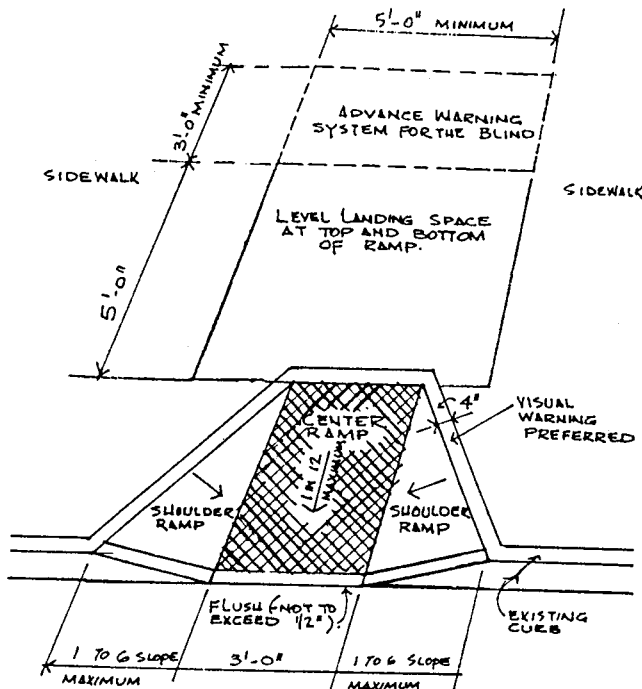 5'-0" MINIMUM
3'-0" MINIMUM
ADVANCE WARNING
SYSTEM FOR THE BLIND
SIDEWALK
SIDEWALK
LEVEL LANDING SPACE
AT TOP AND BOTTOM
OF RAMP.
5'-0"
4"
VISUAL
WARNING
PREFERRED
CENTER
RAMP
1 IN 12
MAXIMUM
SHOULDER
RAMP
SHOULDER
RAMP
FLUSH (NOT TO
EXCEED 1/2").
EXISTING
CURB
1 TO 6 SLOPE
MAXIMUM
3'-0"
1 TO 6 SLOPE
MAXIMUM